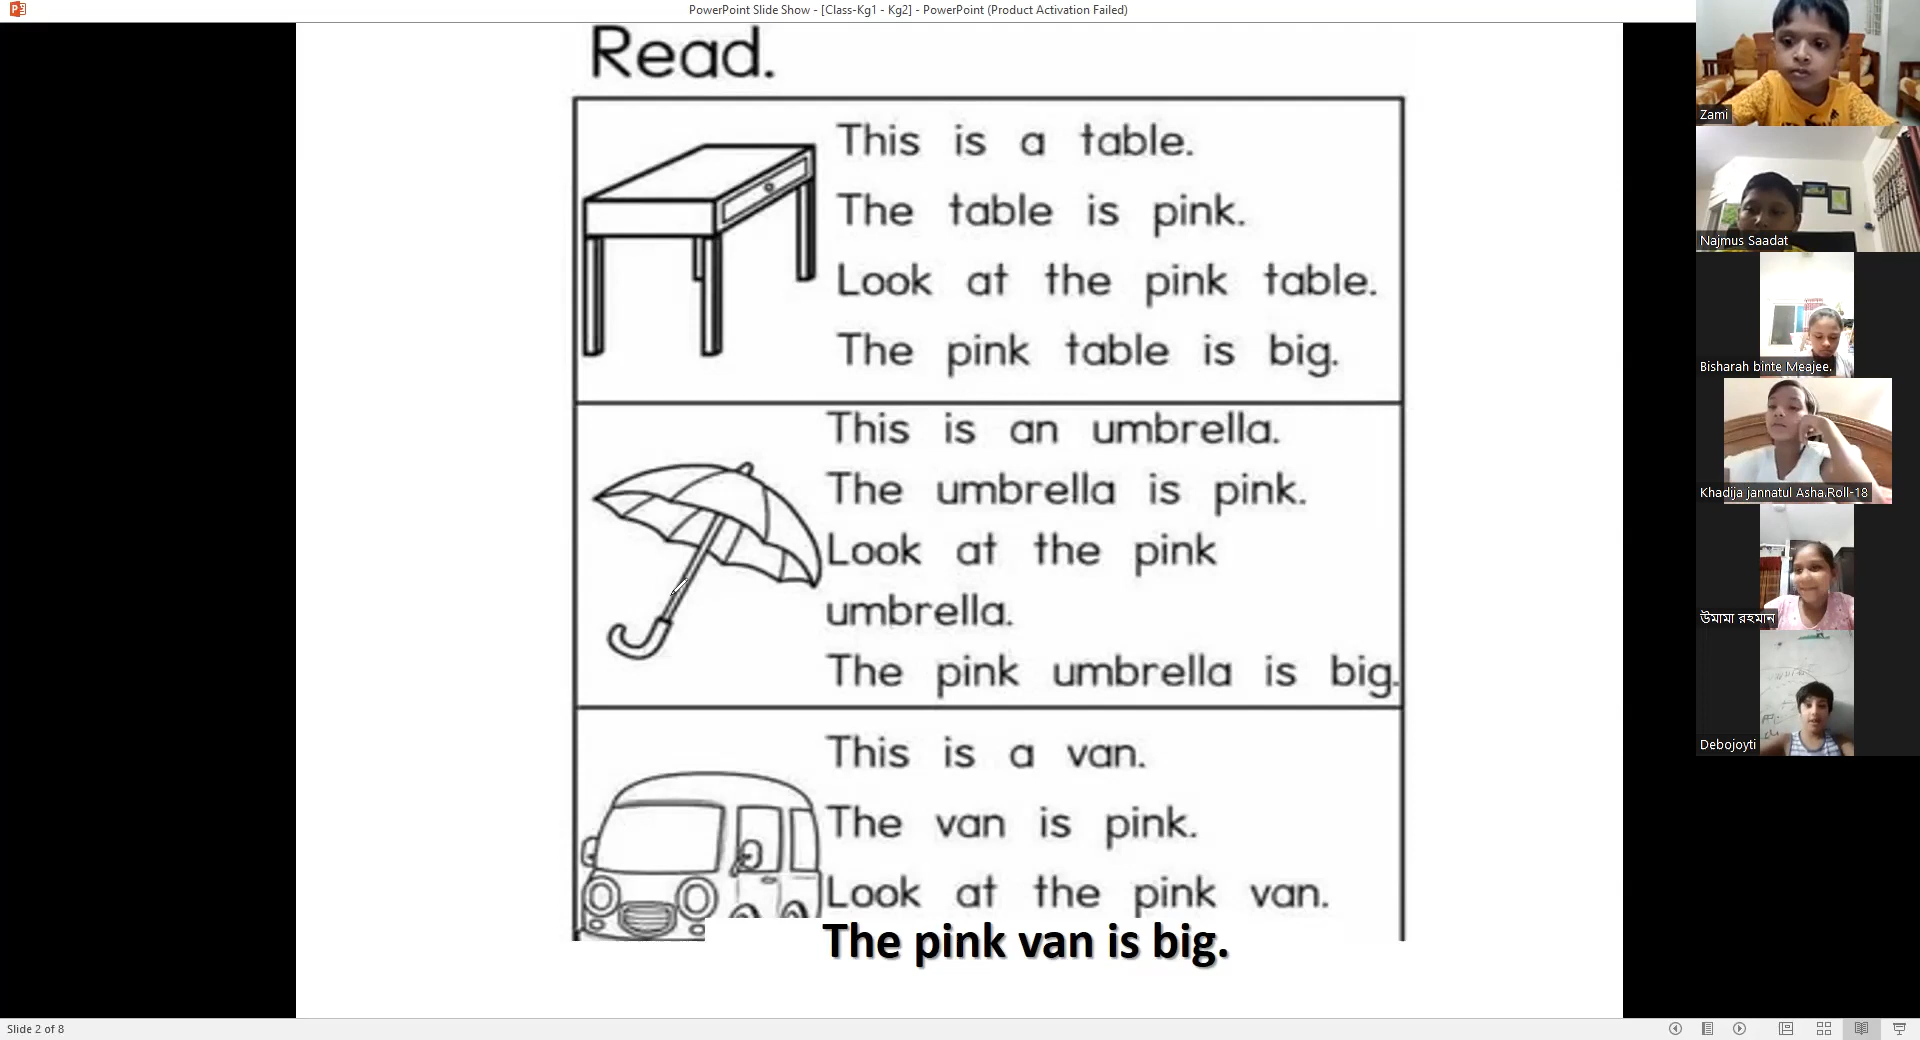 PowerPoint Slide Show - [Class-Kg1 - Kg2] - PowerPoint (Product Activation Failed)
Read.
This is a table.
The table is pink.
Look at the pink table.
The pink table is big.
This is an umbrella.
The umbrella is pink.
Look at the pink
umbrella.
The pink umbrella is big.
This is a van.
The van is pink.
Look at the pink van.
The pink van is big.
Zami
Najmus Saadat
Bisharah binte Meajee.
Khadija jannatul Asha.Roll-18
উমামা রহমান
Debojoyti
Slide 2 of 8